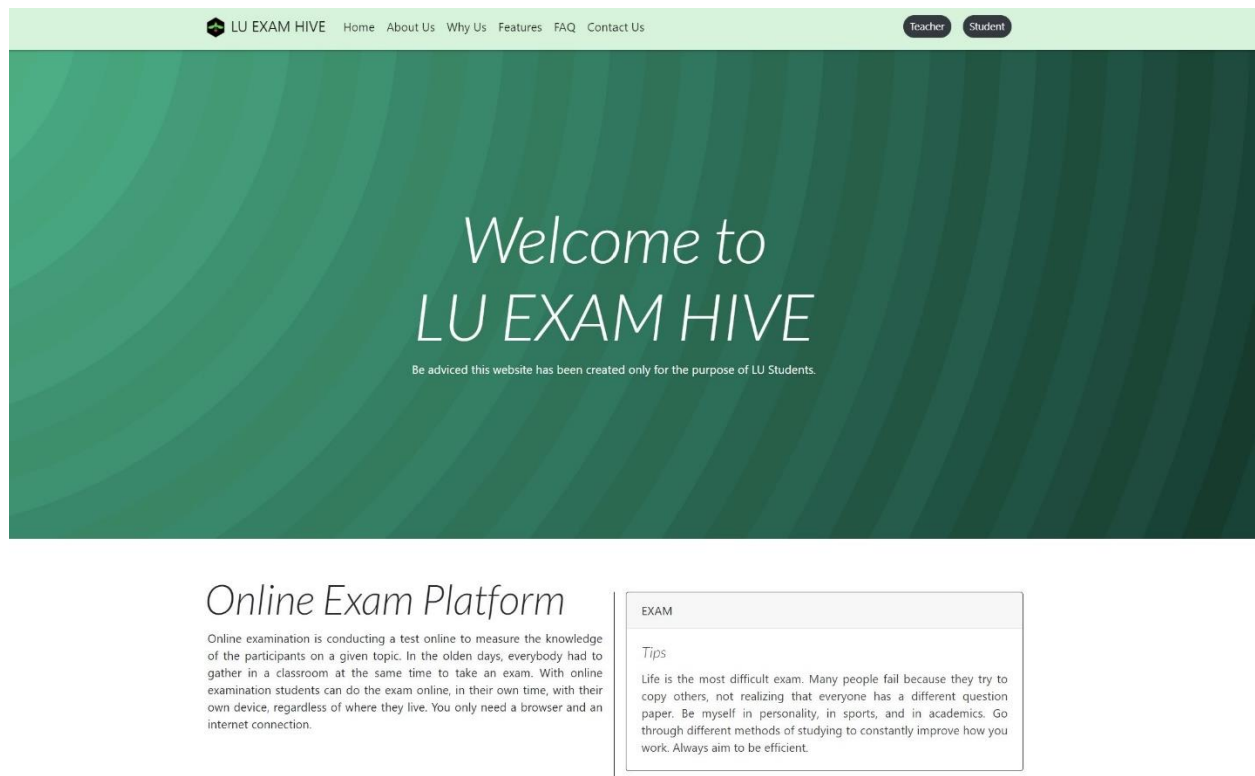 LU EXAM HIVE Home About Us Why Us Features FAQ Contact Us Teacher Student
Welcome to
LU EXAM HIVE
Be adviced this website has been created only for the purpose of LU Students.
Online Exam Platform
Online examination is conducting a test online to measure the knowledge
of the participants on a given topic. In the olden days, everybody had to
gather in a classroom at the same time to take an exam. With online
examination students can do the exam online, in their own time, with their
own device, regardless of where they live. You only need a browser and an
internet connection.
EXAM
Tips
Life is the most difficult exam. Many people fail because they try to
copy others, not realizing that everyone has a different question
paper. Be myself in personality, in sports, and in academics. Go
through different methods of studying to constantly improve how you
work. Always aim to be efficient.